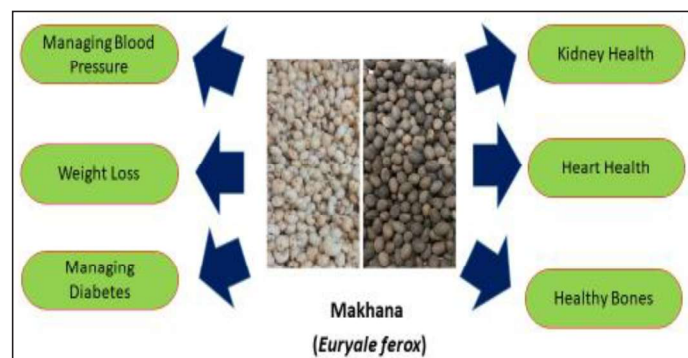 Managing Blood
Pressure
Weight Loss
Managing
Diabetes
Kidney Health
Heart Health
Healthy Bones
Makhana
(Euryale ferox)